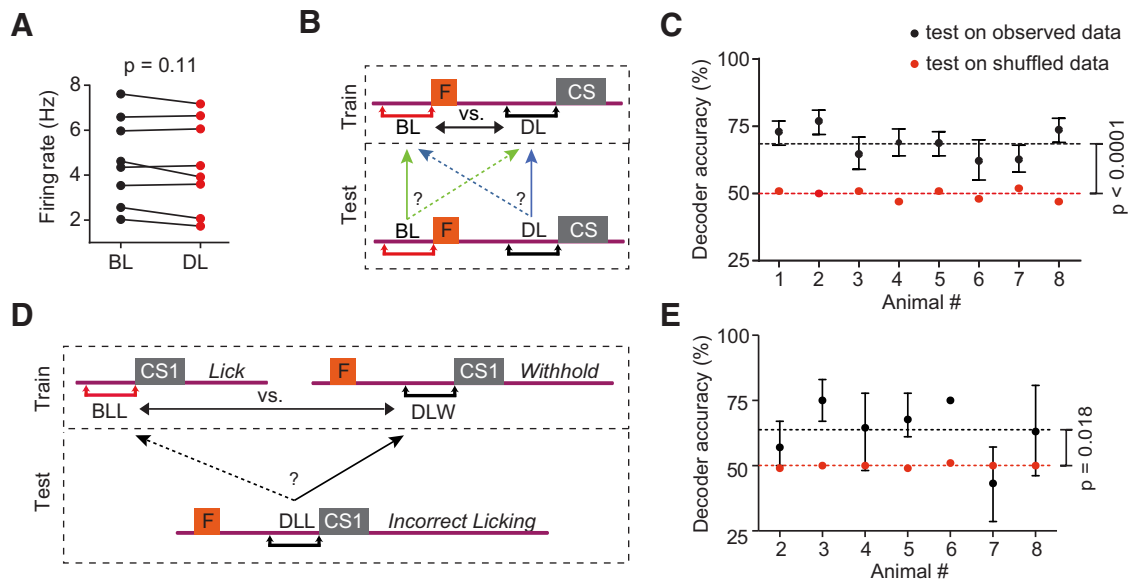 A
p = 0.11
Firing rate (Hz)
8
6
4
2
BL
DL
B
Train
F
CS
BL
vs.
DL
Test
?
?
BL
F
DL
CS
C
test on observed data
test on shuffled data
Decoder accuracy (%)
100
75
50
25
1 2 3 4 5 6 7 8
Animal #
p < 0.0001
D
Train
CS1
Lick
F
CS1
Withhold
BLL
vs.
DLW
Test
?
F
DLL
CS1
Incorrect Licking
E
Decoder accuracy (%)
100
75
50
25
2 3 4 5 6 7 8
Animal #
p = 0.018